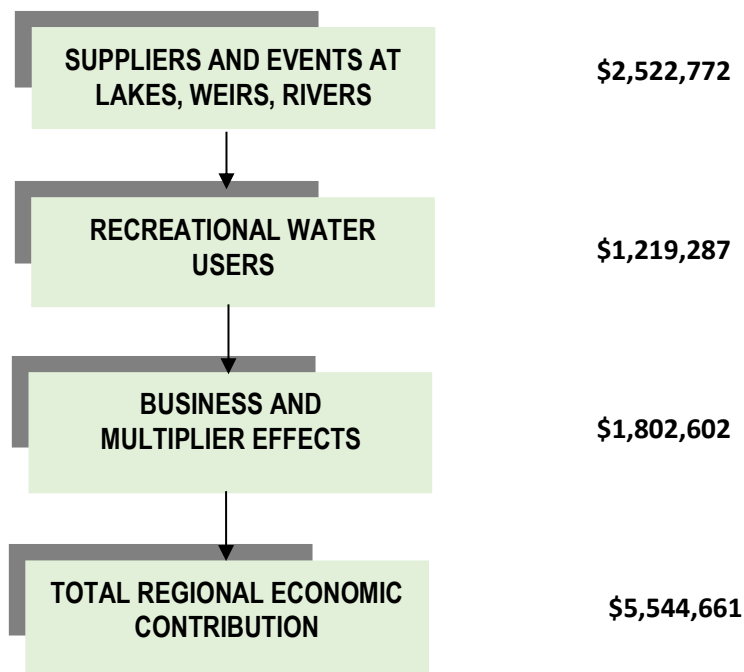 SUPPLIERS AND EVENTS AT
LAKES, WEIRS, RIVERS
$2,522,772
RECREATIONAL WATER
USERS
$1,219,287
BUSINESS AND
MULTIPLIER EFFECTS
$1,802,602
TOTAL REGIONAL ECONOMIC
CONTRIBUTION
$5,544,661